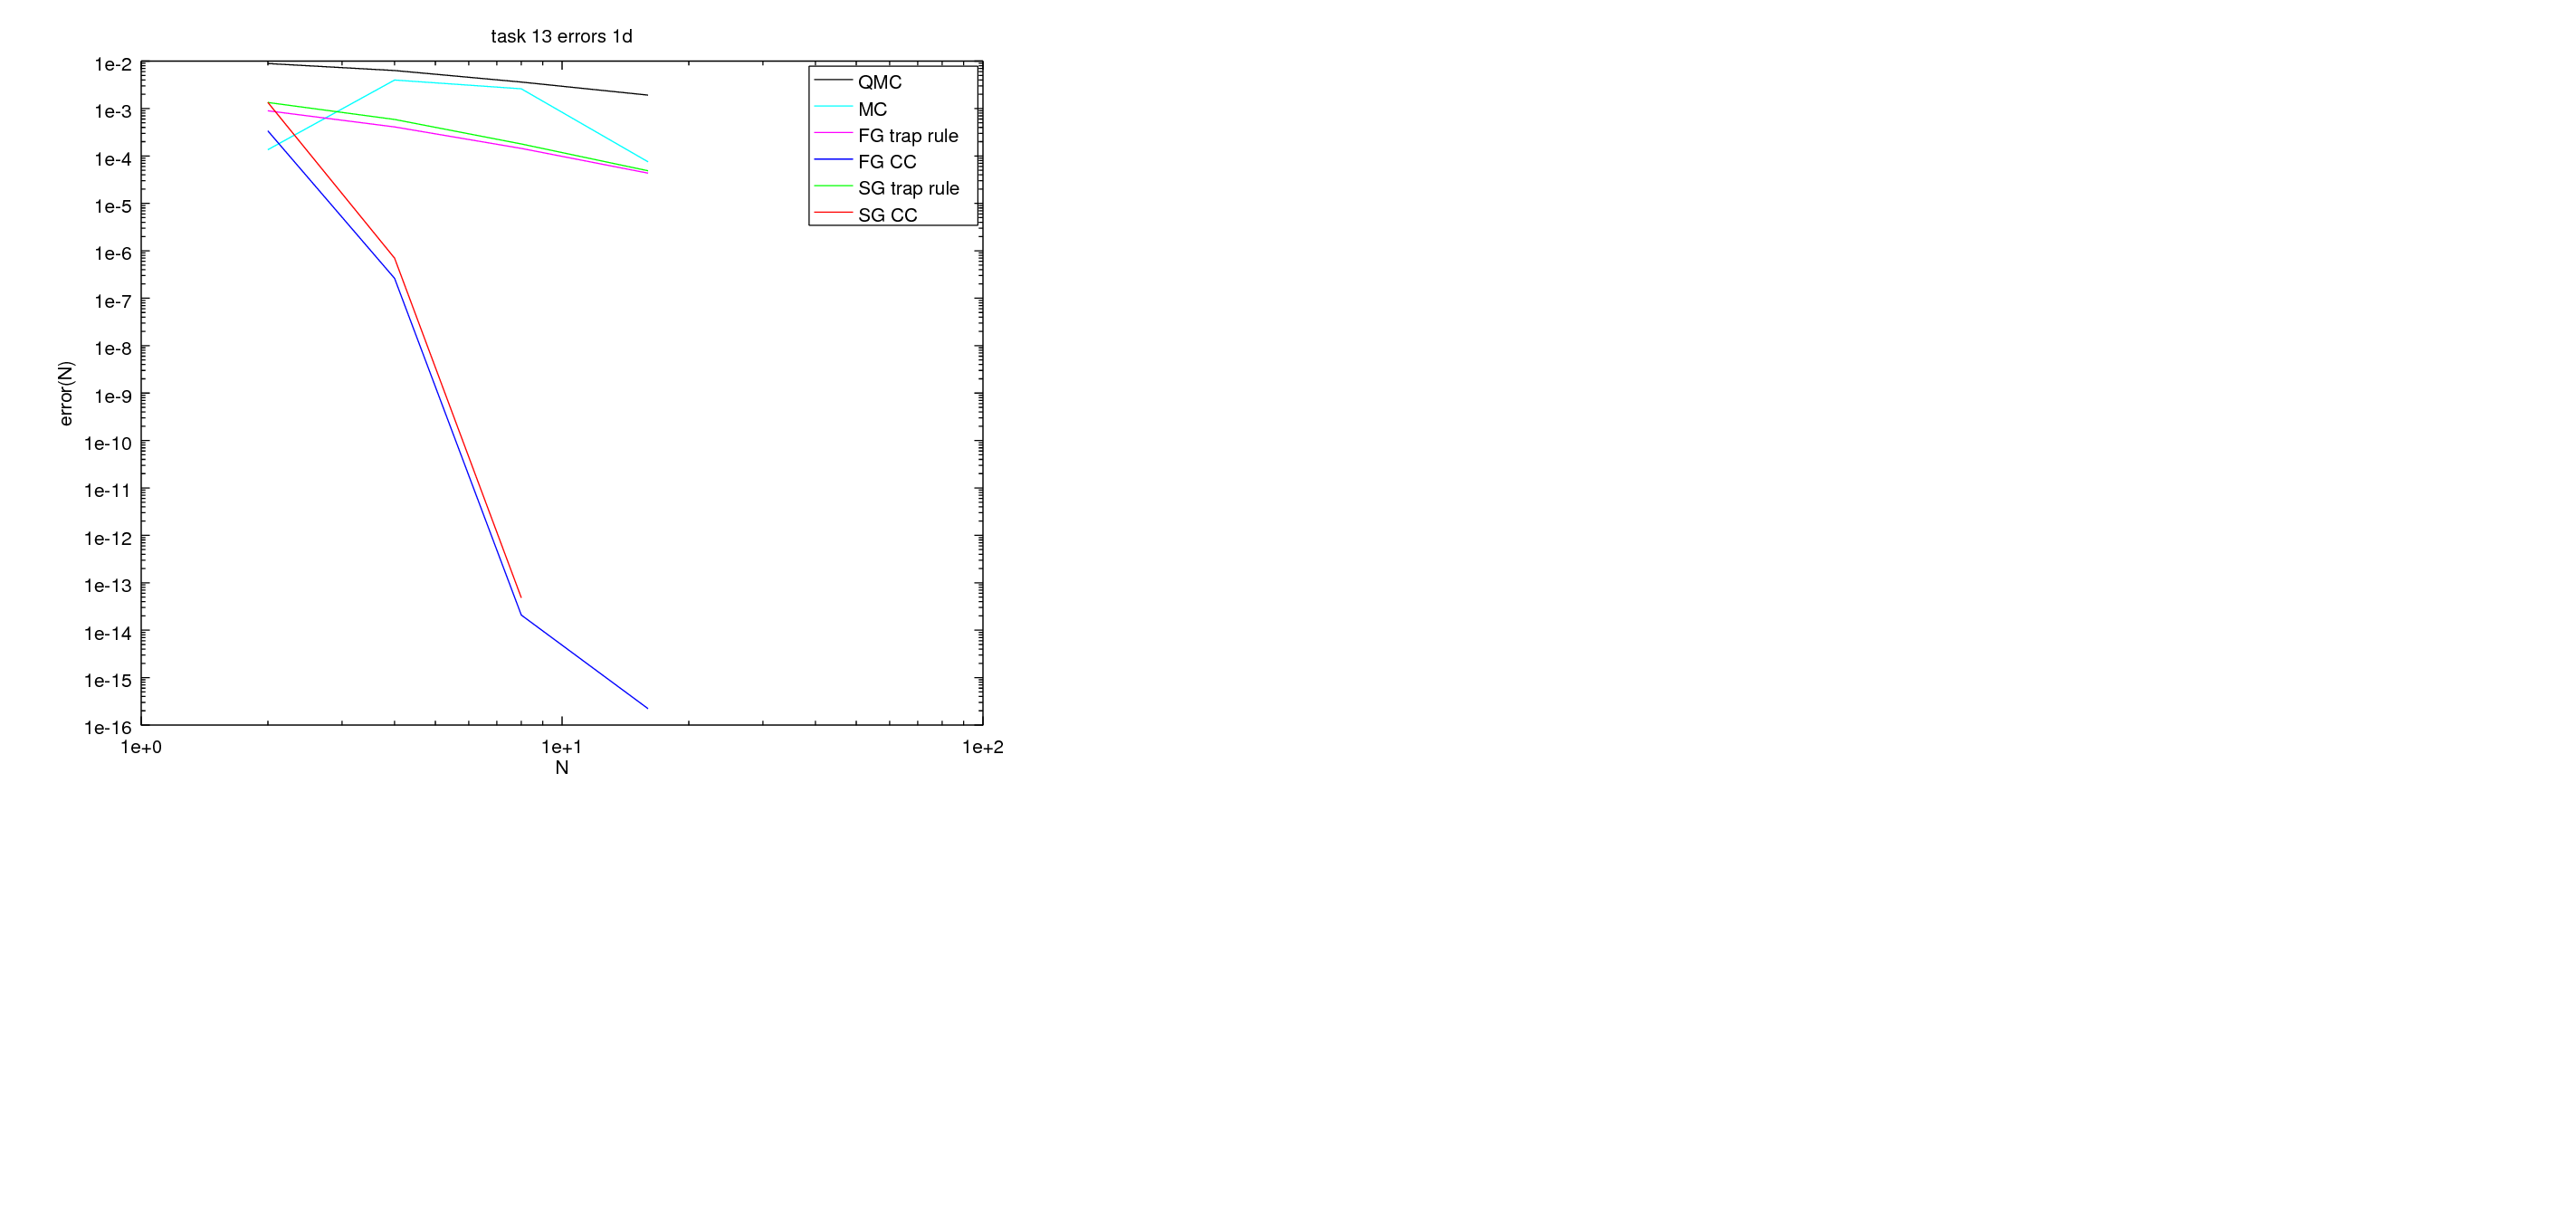 task 13 errors 1d
1e-2
1e-3
1e-4
1e-5
1e-6
1e-7
1e-8
1e-9
1e-10
1e-11
1e-12
1e-13
1e-14
1e-15
1e-16
error(N)
QMC
MC
FG trap rule
FG CC
SG trap rule
SG CC
1e+0 1e+1 1e+2
N